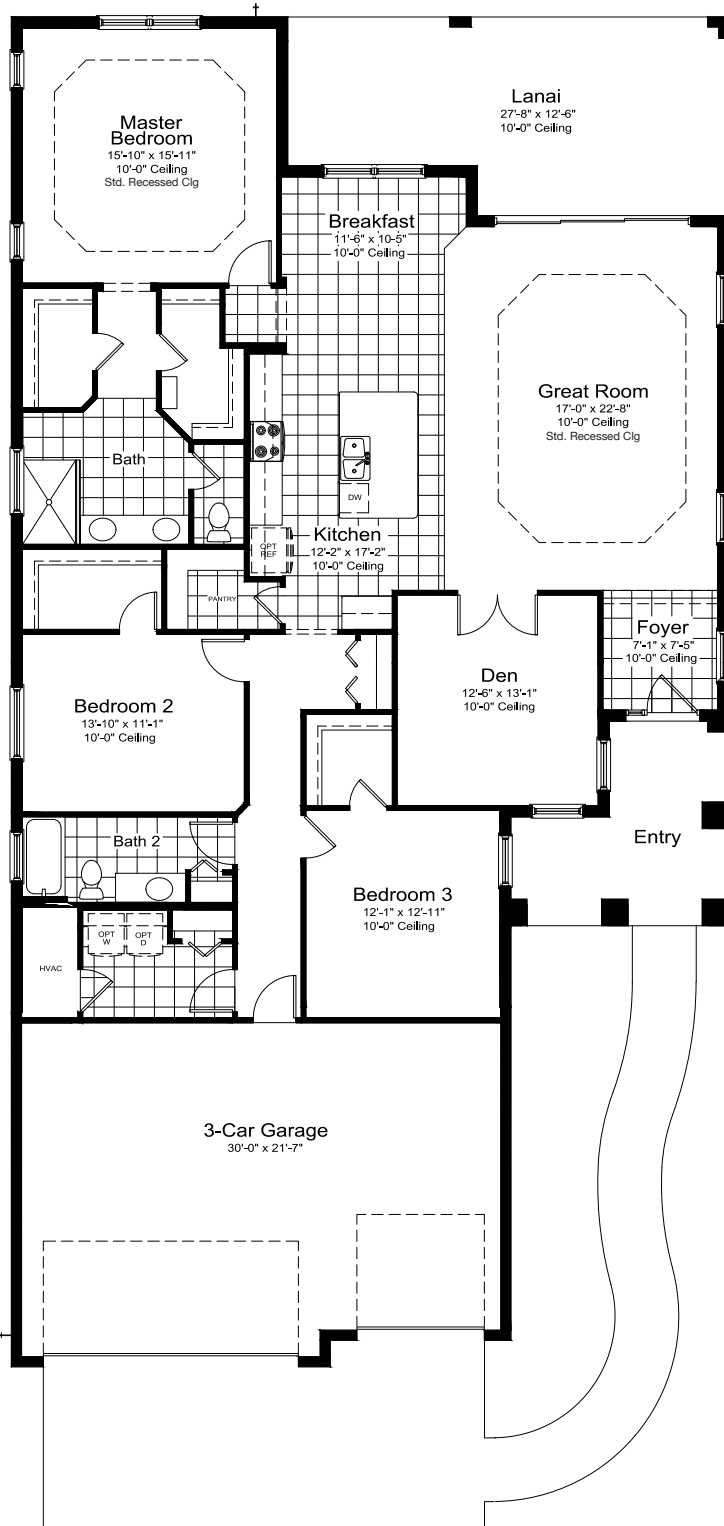 Lanai
27'-8" x 12'-6"
10'-0" Ceiling
Master
Bedroom
15'-10" x 15'-11"
10'-0" Ceiling
Std. Recessed Clg
Breakfast
11'-6" x 10'-5"
10'-0" Ceiling
Great Room
17'-0" x 22'-8"
10'-0" Ceiling
Std. Recessed Clg
Bath
DW
Kitchen
12'-2" x 17'-2"
10'-0" Ceiling
OPT
REF
PANTRY
Foyer
7'-1" x 7'-5"
10'-0" Ceiling
Den
12'-6" x 13'-1"
10'-0" Ceiling
Bedroom 2
13'-10" x 11'-1"
10'-0" Ceiling
Entry
Bath 2
Bedroom 3
12'-1" x 12'-11"
10'-0" Ceiling
OPT
W
OPT
D
HVAC
3-Car Garage
30'-0" x 21'-7"